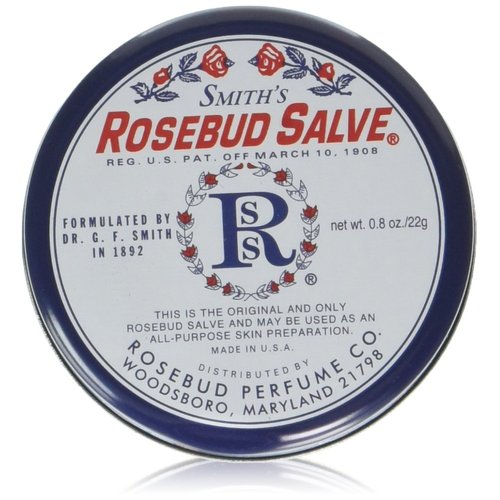 SMITH'S
ROSEBUD SALVE®
REG. U.S. PAT. OFF MARCH 10, 1908
FORMULATED BY
DR. G. F. SMITH
IN 1892
R
S
S
®
net wt. 0.8 oz./22g
THIS IS THE ORIGINAL AND ONLY
ROSEBUD SALVE AND MAY BE USED AS AN
ALL-PURPOSE SKIN PREPARATION.
MADE IN U.S.A.
DISTRIBUTED BY
ROSEBUD PERFUME CO.
WOODSBORO, MARYLAND 21798